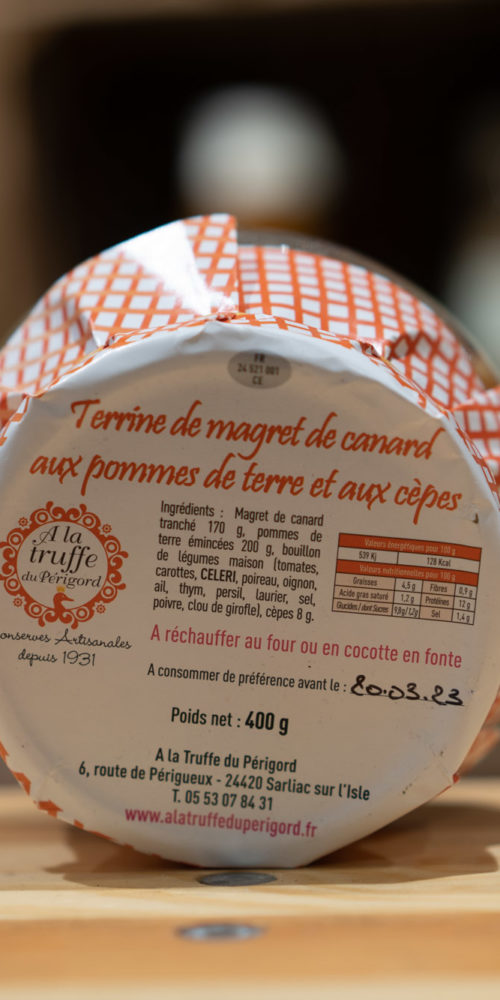 FR
24 521 001
CE
Terrine de magret de canard
aux pommes de terre et aux cèpes
A la
truffe
du Périgord
onserves Artisanales
depuis 1931
Ingrédients : Magret de canard
tranché 170 g, pommes de
terre émincées 200 g, bouillon
de légumes maison (tomates,
carottes, CELERI, poireau, oignon,
ail, thym, persil, laurier, sel,
poivre, clou de girofle), cèpes 8 g.
Valeurs énergétiques pour 100 g
539 Kj 128 Kcal
Valeurs nutritionnelles pour 100 g
Graisses 4,5 g Fibres 0,9 g
Acide gras saturé 1,2 g Protéines 12 g
Glucides / dont Sucres 9,8g/1,2g Sel 1,4 g
A réchauffer au four ou en cocotte en fonte
A consommer de préférence avant le : 20.03.23
Poids net : 400 g
A la Truffe du Périgord
6, route de Périgueux - 24420 Sarliac sur l'Isle
T. 05 53 07 84 31
www.alatruffeduperigord.fr